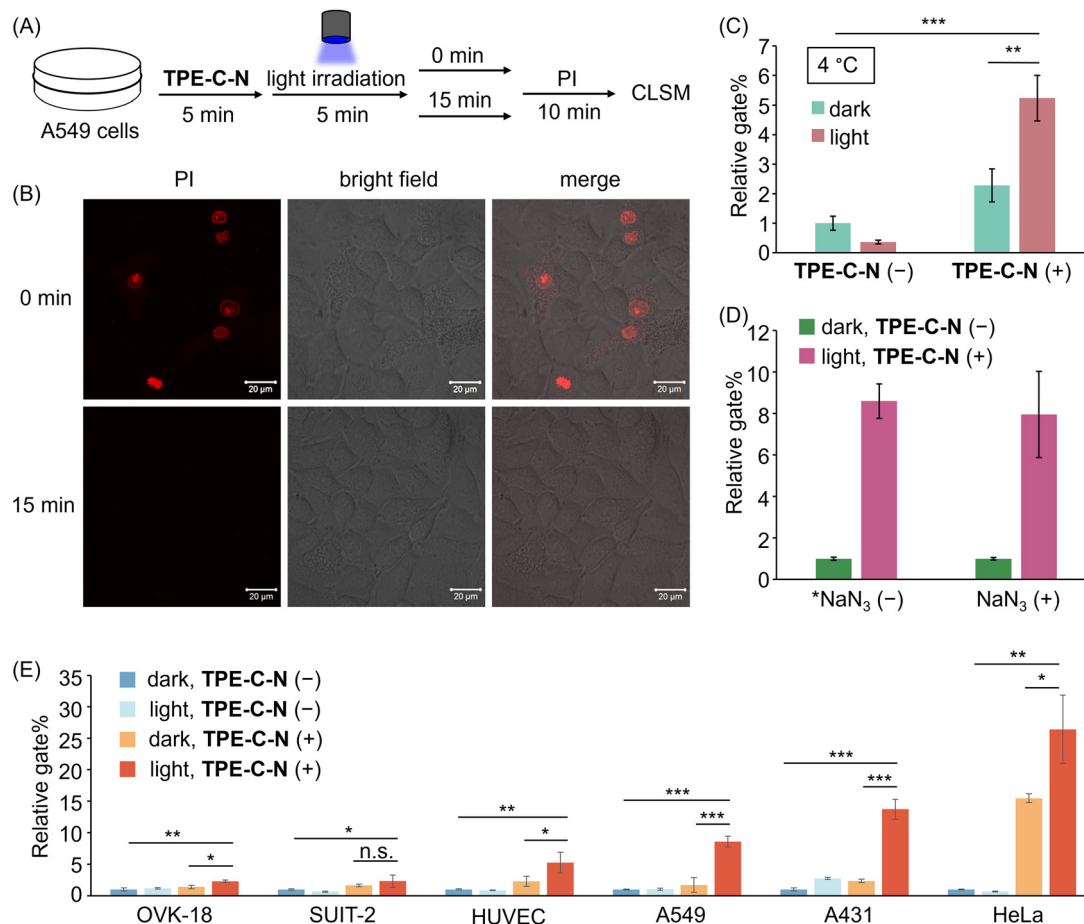 (A)
A549 cells
TPE-C-N
5 min
light irradiation
5 min
0 min
15 min
PI
10 min
CLSM
(B)
PI
bright field
merge
0 min
20 µm
20 µm
20 µm
15 min
20 µm
20 µm
20 µm
(C)
***
**
4 °C
dark
light
Relative gate%
7
6
5
4
3
2
1
0
TPE-C-N (−)
TPE-C-N (+)
(D)
dark, TPE-C-N (−)
light, TPE-C-N (+)
Relative gate%
12
10
8
6
4
2
0
*NaN₃ (−)
NaN₃ (+)
(E)
dark, TPE-C-N (−)
light, TPE-C-N (−)
dark, TPE-C-N (+)
light, TPE-C-N (+)
Relative gate%
35
30
25
20
15
10
5
0
**
*
*
n.s.
**
*
***
***
***
***
**
*
OVK-18
SUIT-2
HUVEC
A549
A431
HeLa